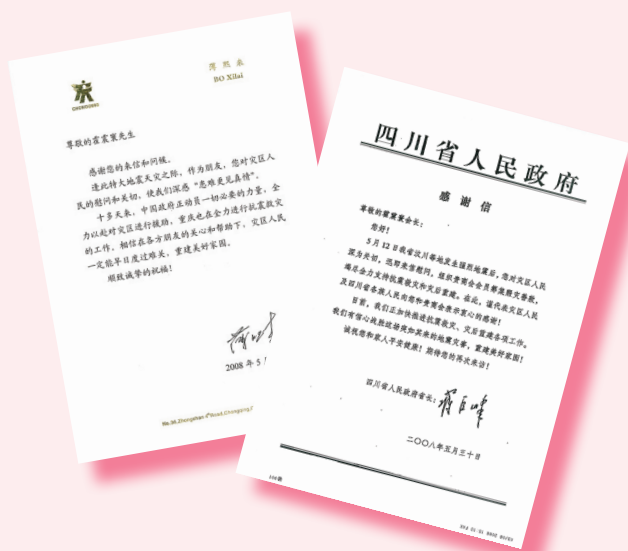 CHONGQING
薄熙来
BO Xilai
尊敬的霍震寰先生
感谢您的来信和问候。
逢此特大地震天灾之际,作为朋友,您对灾区人
民的慰问和关切,使我们深感“患难更见真情”。
十多天来,中国政府正动员一切必要的力量,全
力以赴对灾区进行援助,重庆也在全力进行抗震救灾
的工作。相信在各方朋友的关心和帮助下,灾区人民
一定能早日度过难关,重建美好家园。
顺致诚挚的祝福!
2008 年 5
No.36,Zhongshan 4 Road,Chongqing
四川省人民政府
感谢信
尊敬的霍震寰会长:
您好!
5 月 12 日我省汶川等地发生强烈地震后,您对灾区人民
深为关切,迅即来信慰问,组织贵商会会员筹集赈灾善款,
竭尽全力支持抗震救灾和灾后重建。在此,谨代表灾区人民
及四川省各族人民向您和贵商会表示衷心的感谢!
目前,我们正加快推进抗震救灾、灾后重建各项工作。
我们有信心战胜这场突如其来的地震灾害,重建美好家园!
诚祝您和家人平安健康!期待您的再次来访!
四川省人民政府省长:蒋巨峰
二〇〇八年五月三十日